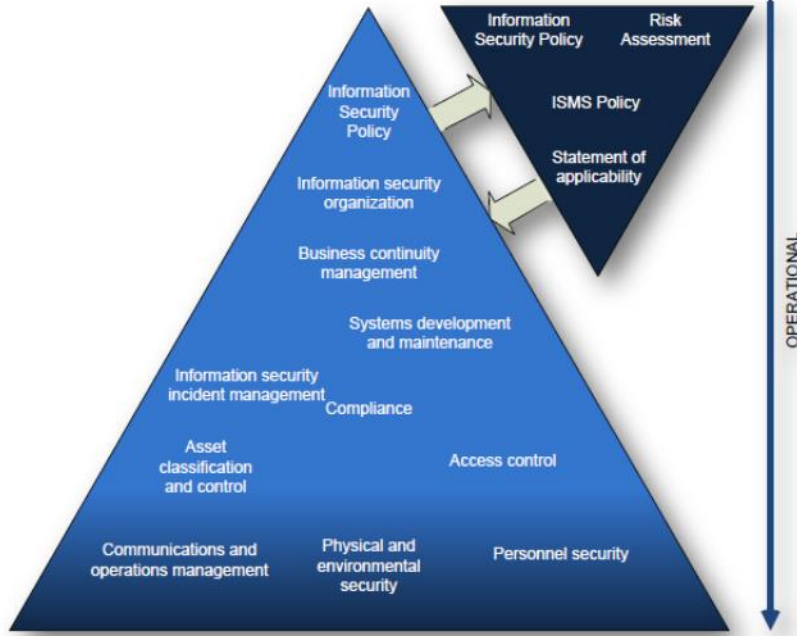 Information
Security Policy
Risk
Assessment
ISMS Policy
Statement of
applicability
Information
Security
Policy
Information security
organization
Business continuity
management
Systems development
and maintenance
Information security
incident management
Compliance
Asset
classification
and control
Access control
Communications and
operations management
Physical and
environmental
security
Personnel security
OPERATIONAL